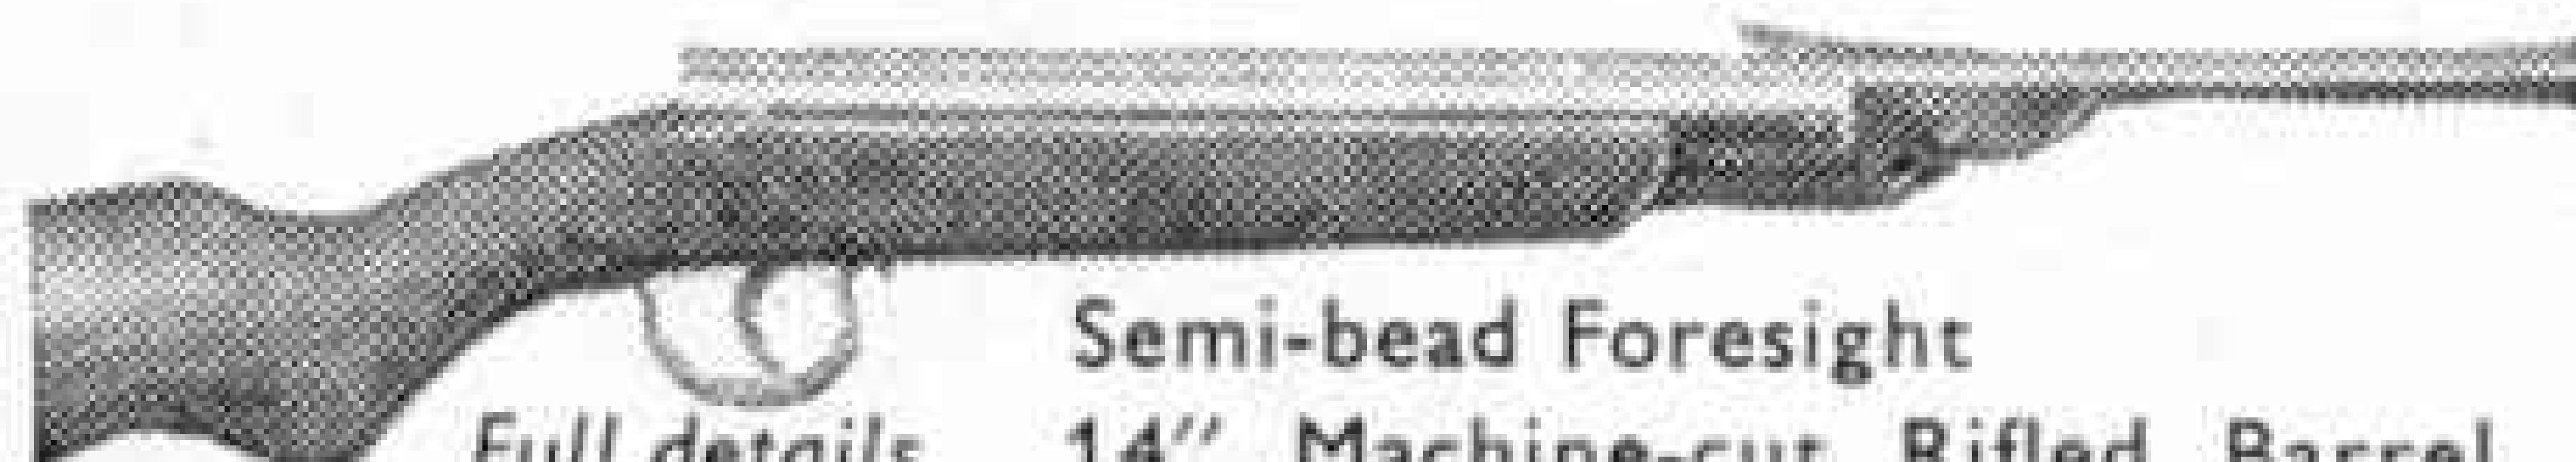 Semi-bead Foresight
Full details 14" Machine-cut Rifled Barrel